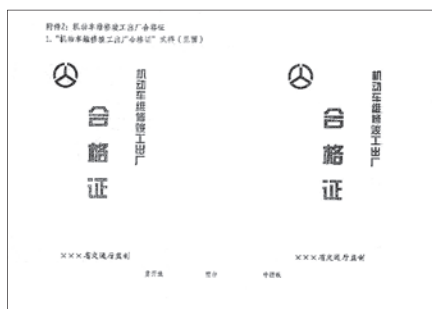 附件2：机动车维修竣工出厂合格证
1.“机动车维修竣工出厂合格证”式样（正面）
机动车维修竣工出厂
合格证
×××省交通厅监制
机动车维修竣工出厂
合格证
×××省交通厅监制